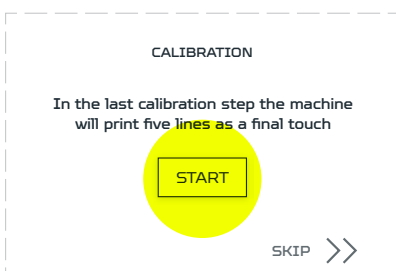 CALIBRATION
In the last calibration step the machine
will print five lines as a final touch
START
SKIP